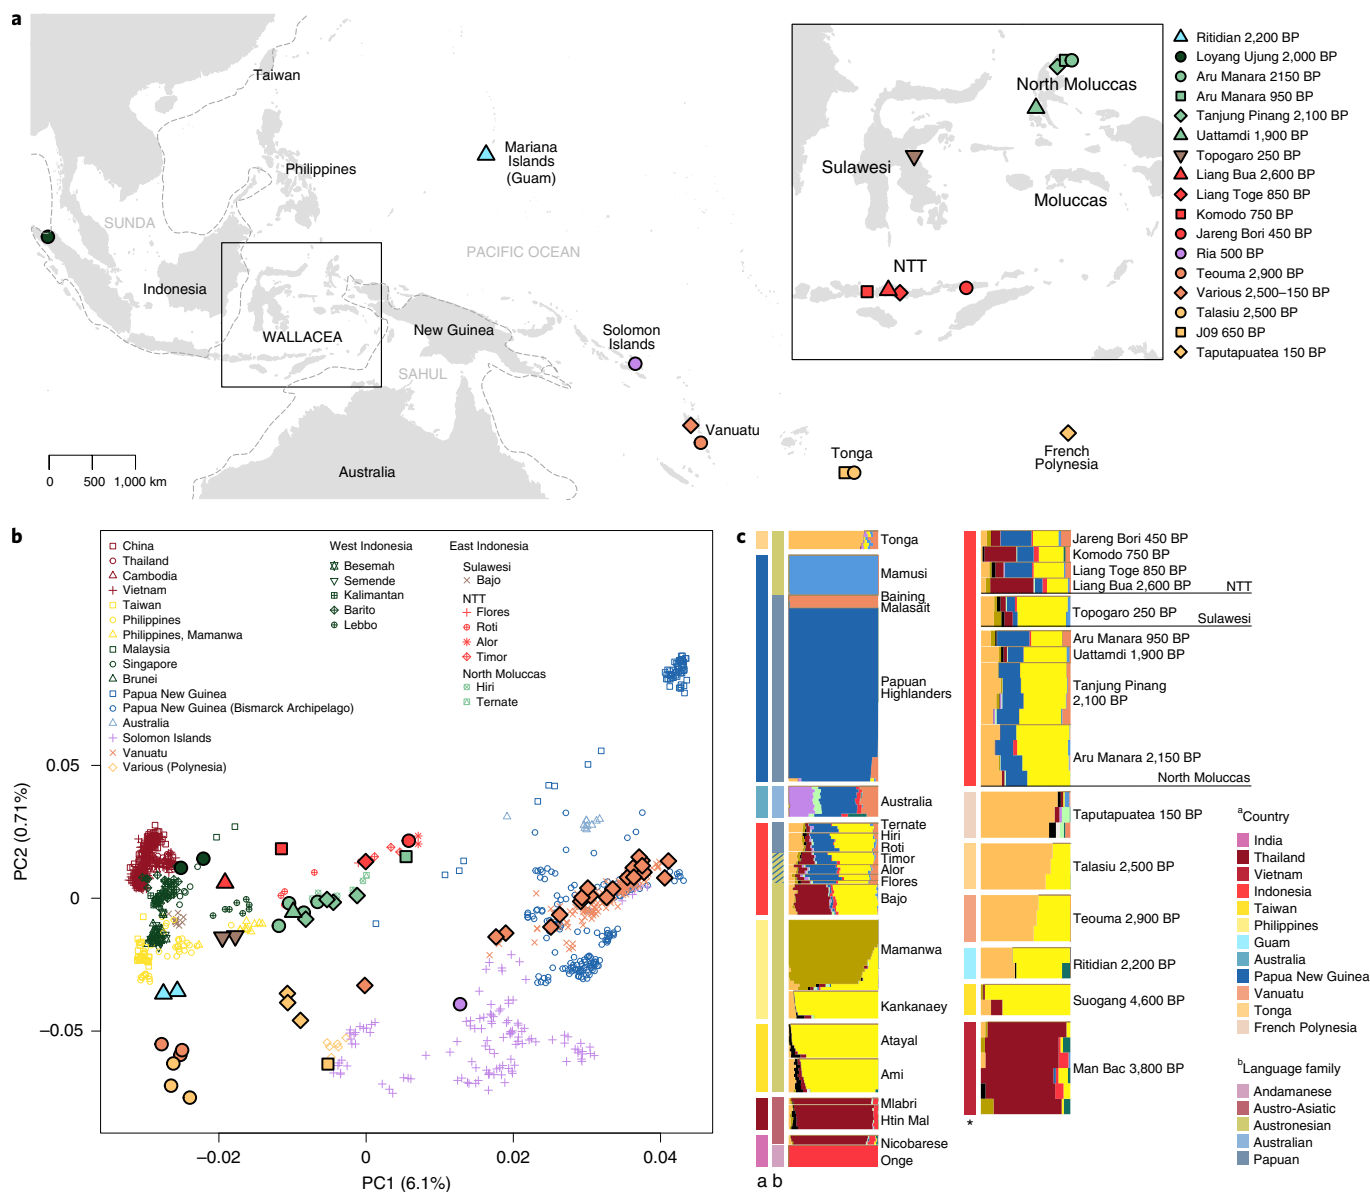 a
Taiwan
Philippines
Mariana
Islands
(Guam)
SUNDA
PACIFIC OCEAN
Indonesia
WALLACEA
New Guinea
SAHUL
Solomon
Islands
Vanuatu
Tonga
French
Polynesia
Australia
0 500 1,000 km
North Moluccas
Sulawesi
Moluccas
NTT
Ritidian 2,200 BP
Loyang Ujung 2,000 BP
Aru Manara 2150 BP
Aru Manara 950 BP
Tanjung Pinang 2,100 BP
Uattamdi 1,900 BP
Topogaro 250 BP
Liang Bua 2,600 BP
Liang Toge 850 BP
Komodo 750 BP
Jareng Bori 450 BP
Ria 500 BP
Teouma 2,900 BP
Various 2,500–150 BP
Talasiu 2,500 BP
J09 650 BP
Taputapuatea 150 BP
b
China
Thailand
Cambodia
Vietnam
Taiwan
Philippines
Philippines, Mamanwa
Malaysia
Singapore
Brunei
Papua New Guinea
Papua New Guinea (Bismarck Archipelago)
Australia
Solomon Islands
Vanuatu
Various (Polynesia)
West Indonesia
Besemah
Semende
Kalimantan
Barito
Lebbo
East Indonesia
Sulawesi
Bajo
NTT
Flores
Roti
Alor
Timor
North Moluccas
Hiri
Ternate
PC2 (0.71%)
0.05
0
−0.05
−0.02 0 0.02 0.04
PC1 (6.1%)
c
Tonga
Mamusi
Baining
Malasait
Papuan
Highlanders
Australia
Ternate
Hiri
Roti
Timor
Alor
Flores
Bajo
Mamanwa
Kankanaey
Atayal
Ami
Mlabri
Htin Mal
Nicobarese
Onge
a b
Jareng Bori 450 BP
Komodo 750 BP
Liang Toge 850 BP
Liang Bua 2,600 BP
NTT
Topogaro 250 BP
Sulawesi
Aru Manara 950 BP
Uattamdi 1,900 BP
Tanjung Pinang
2,100 BP
Aru Manara 2,150 BP
North Moluccas
Taputapuatea 150 BP
Talasiu 2,500 BP
Teouma 2,900 BP
Ritidian 2,200 BP
Suogang 4,600 BP
Man Bac 3,800 BP
*
aCountry
India
Thailand
Vietnam
Indonesia
Taiwan
Philippines
Guam
Australia
Papua New Guinea
Vanuatu
Tonga
French Polynesia
bLanguage family
Andamanese
Austro-Asiatic
Austronesian
Australian
Papuan